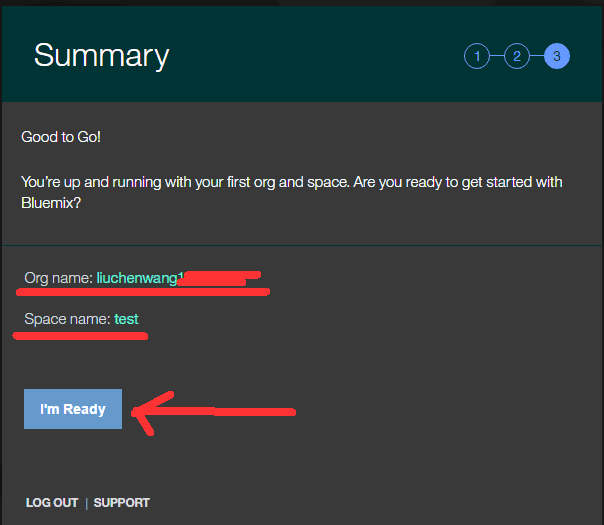 Summary
1 2 3
Good to Go!
You're up and running with your first org and space. Are you ready to get started with
Bluemix?
Org name: liuchenwang1
Space name: test
I'm Ready
LOG OUT | SUPPORT